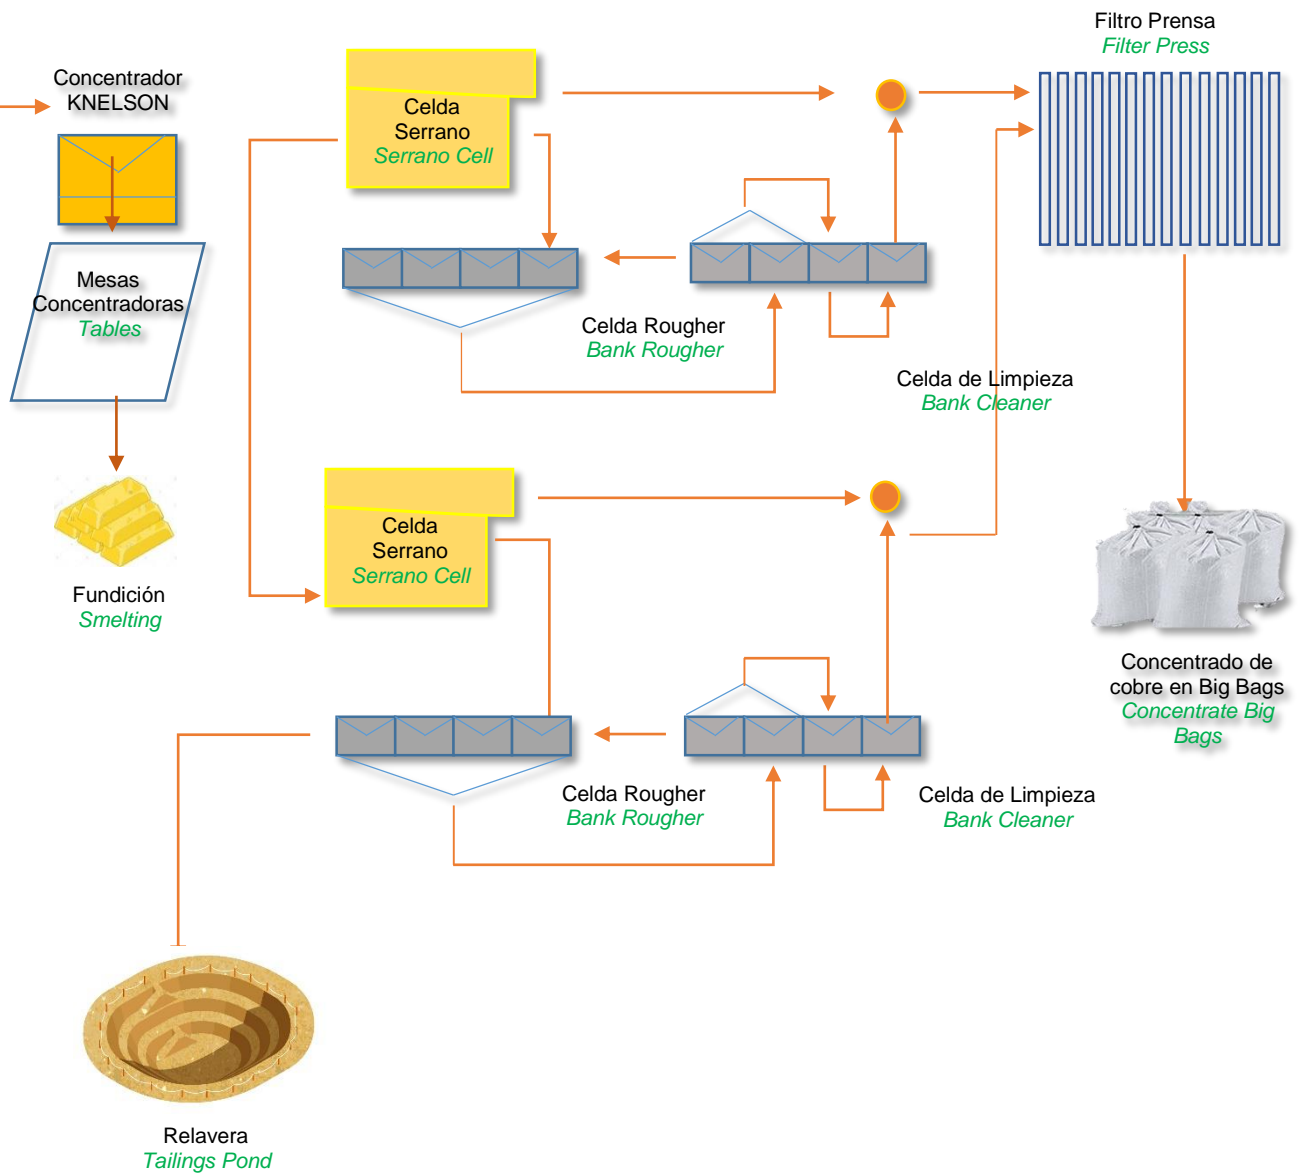 Filtro Prensa
Filter Press
Concentrador
KNELSON
Celda
Serrano
Serrano Cell
Mesas
Concentradoras
Tables
Celda Rougher
Bank Rougher
Celda de Limpieza
Bank Cleaner
Celda
Serrano
Serrano Cell
Fundición
Smelting
Concentrado de
cobre en Big Bags
Concentrate Big
Bags
Celda Rougher
Bank Rougher
Celda de Limpieza
Bank Cleaner
Relavera
Tailings Pond